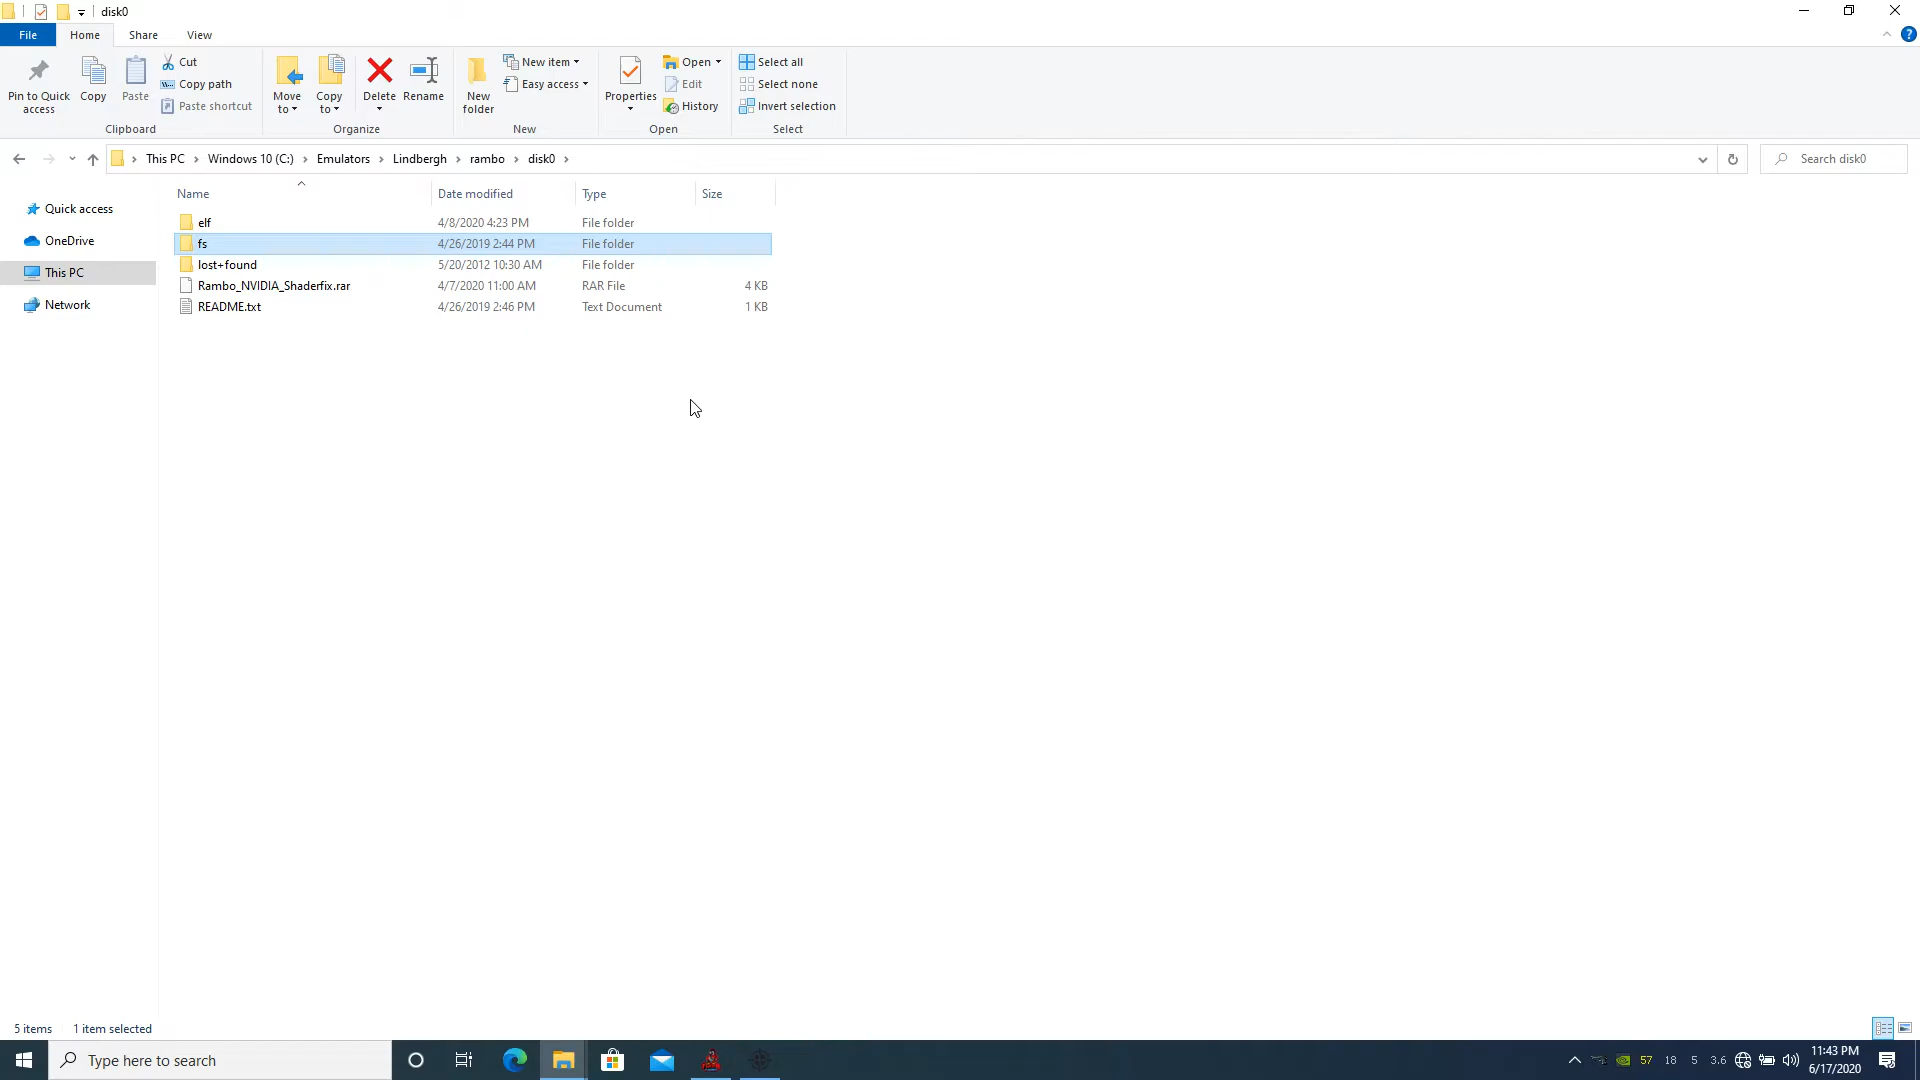 disk0
File Home Share View
Pin to Quick access
Copy
Paste
Cut
Copy path
Paste shortcut
Clipboard
Move to
Copy to
Delete
Rename
Organize
New folder
New item
Easy access
New
Properties
Open
Edit
History
Open
Select all
Select none
Invert selection
Select
This PC > Windows 10 (C:) > Emulators > Lindbergh > rambo > disk0 >
Search disk0
Quick access
OneDrive
This PC
Network
Name Date modified Type Size
elf 4/8/2020 4:23 PM File folder
fs 4/26/2019 2:44 PM File folder
lost+found 5/20/2012 10:30 AM File folder
Rambo_NVIDIA_Shaderfix.rar 4/7/2020 11:00 AM RAR File 4 KB
README.txt 4/26/2019 2:46 PM Text Document 1 KB
5 items 1 item selected
Type here to search
57 18 5 3.6
11:43 PM
6/17/2020